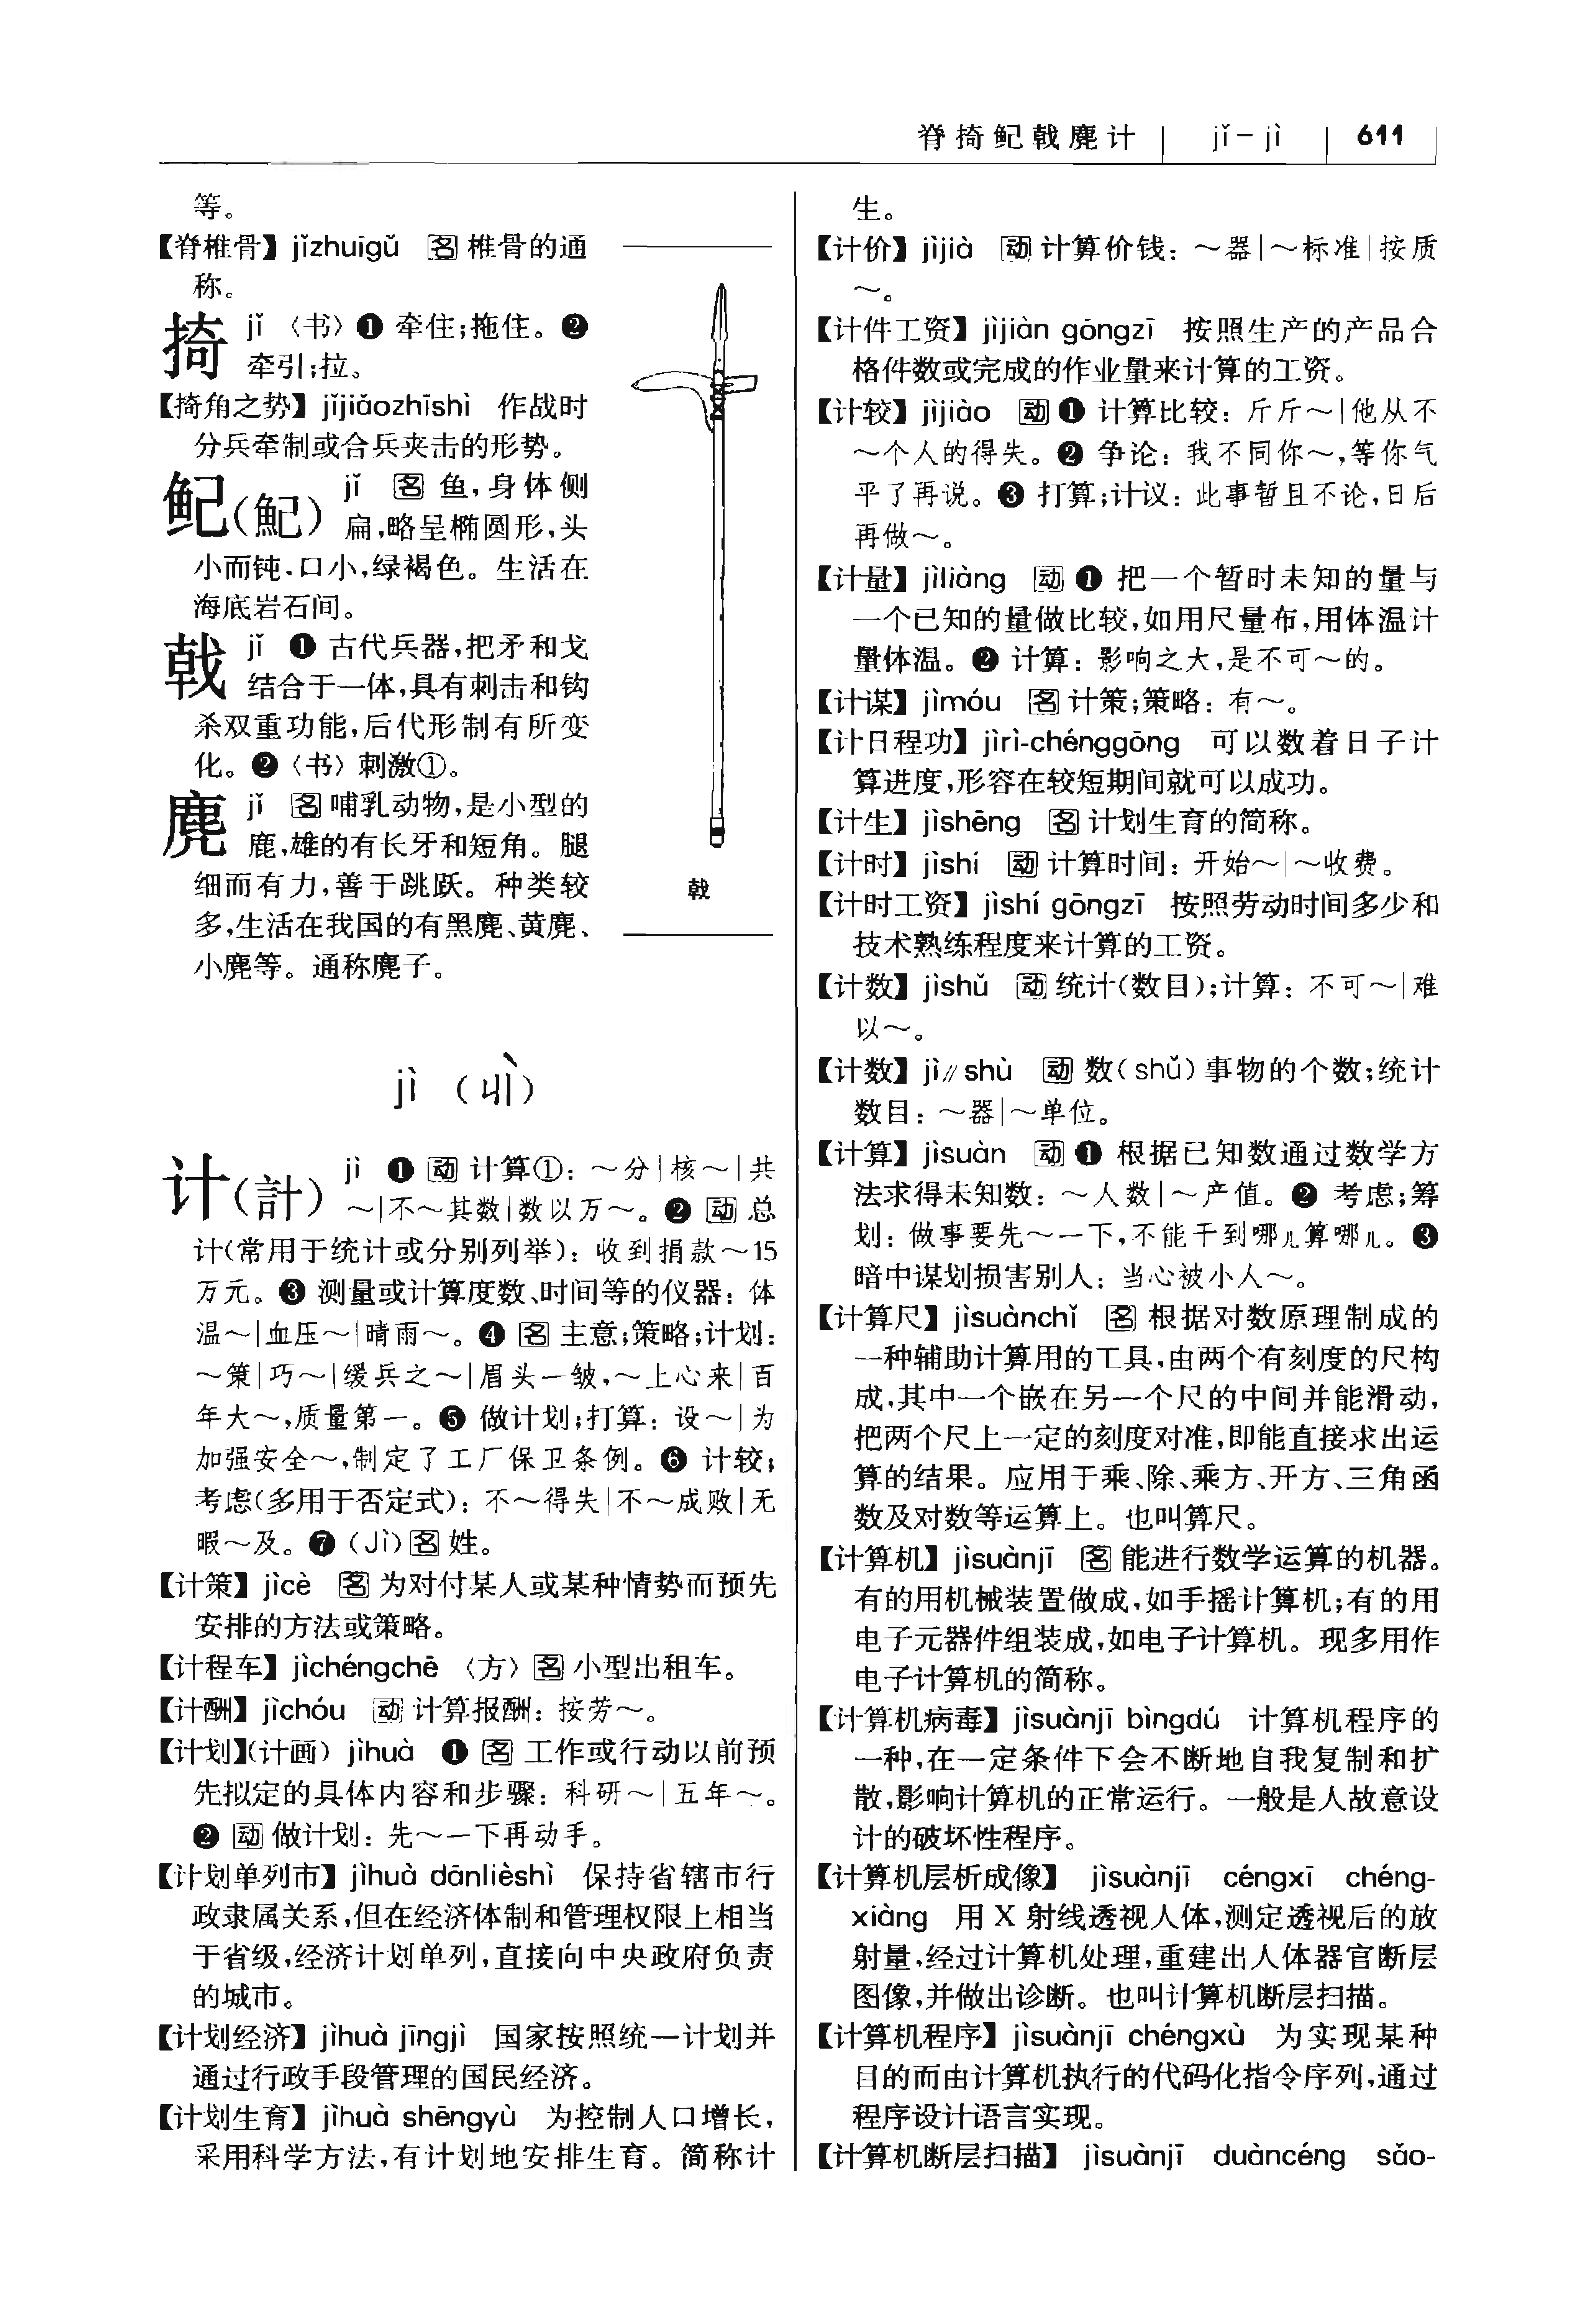 脊掎鱾戟麂计 jǐ－jì 611
等。
【脊椎骨】jǐzhuīgǔ 名 椎骨的通
称。
掎 jǐ 〈书〉❶ 牵住;拖住。❷
牵引;拉。
【掎角之势】jǐjiǎozhīshì 作战时
分兵牵制或合兵夹击的形势。
鱾(魢) jǐ 名 鱼,身体侧
扁,略呈椭圆形,头
小而钝,口小,绿褐色。生活在
海底岩石间。
戟 jǐ ❶ 古代兵器,把矛和戈
结合于一体,具有刺击和钩
杀双重功能,后代形制有所变
化。❷〈书〉刺激①。
麂 jǐ 名 哺乳动物,是小型的
鹿,雄的有长牙和短角。腿
细而有力,善于跳跃。种类较
多,生活在我国的有黑麂、黄麂、
小麂等。通称麂子。
戟
jì (ㄐㄧˋ)
计(計) jì ❶ 动 计算①:～分|核～|共
～|不～其数|数以万～。❷ 动 总
计(常用于统计或分别列举):收到捐款～15
万元。❸ 测量或计算度数、时间等的仪器:体
温～|血压～|晴雨～。❹ 名 主意;策略;计划:
～策|巧～|缓兵之～|眉头一皱,～上心来|百
年大～,质量第一。❺ 做计划;打算:设～|为
加强安全～,制定了工厂保卫条例。❻ 计较;
考虑(多用于否定式):不～得失|不～成败|无
暇～及。❼ (Jì)名 姓。
【计策】jìcè 名 为对付某人或某种情势而预先
安排的方法或策略。
【计程车】jìchéngchē 〈方〉名 小型出租车。
【计酬】jìchóu 动 计算报酬:按劳～。
【计划】(计画) jìhuà ❶ 名 工作或行动以前预
先拟定的具体内容和步骤:科研～|五年～。
❷ 动 做计划:先～一下再动手。
【计划单列市】jìhuà dānlièshì 保持省辖市行
政隶属关系,但在经济体制和管理权限上相当
于省级,经济计划单列,直接向中央政府负责
的城市。
【计划经济】jìhuà jīngjì 国家按照统一计划并
通过行政手段管理的国民经济。
【计划生育】jìhuà shēngyù 为控制人口增长,
采用科学方法,有计划地安排生育。简称计
生。
【计价】jìjià 动 计算价钱:～器|～标准|按质
～。
【计件工资】jìjiàn gōngzī 按照生产的产品合
格件数或完成的作业量来计算的工资。
【计较】jìjiào 动 ❶ 计算比较:斤斤～|他从不
～个人的得失。❷ 争论:我不同你～,等你气
平了再说。❸ 打算;计议:此事暂且不论,日后
再做～。
【计量】jìliàng 动 ❶ 把一个暂时未知的量与
一个已知的量做比较,如用尺量布,用体温计
量体温。❷ 计算:影响之大,是不可～的。
【计谋】jìmóu 名 计策;策略:有～。
【计日程功】jìrì-chénggōng 可以数着日子计
算进度,形容在较短期间就可以成功。
【计生】jìshēng 名 计划生育的简称。
【计时】jìshí 动 计算时间:开始～|～收费。
【计时工资】jìshí gōngzī 按照劳动时间多少和
技术熟练程度来计算的工资。
【计数】jìshǔ 动 统计(数目);计算:不可～|难
以～。
【计数】jì∥shù 动 数(shǔ)事物的个数;统计
数目:～器|～单位。
【计算】jìsuàn 动 ❶ 根据已知数通过数学方
法求得未知数:～人数|～产值。❷ 考虑;筹
划:做事要先～一下,不能干到哪儿算哪儿。❸
暗中谋划损害别人:当心被小人～。
【计算尺】jìsuànchǐ 名 根据对数原理制成的
一种辅助计算用的工具,由两个有刻度的尺构
成,其中一个嵌在另一个尺的中间并能滑动,
把两个尺上一定的刻度对准,即能直接求出运
算的结果。应用于乘、除、乘方、开方、三角函
数及对数等运算上。也叫算尺。
【计算机】jìsuànjī 名 能进行数学运算的机器。
有的用机械装置做成,如手摇计算机;有的用
电子元器件组装成,如电子计算机。现多用作
电子计算机的简称。
【计算机病毒】jìsuànjī bìngdú 计算机程序的
一种,在一定条件下会不断地自我复制和扩
散,影响计算机的正常运行。一般是人故意设
计的破坏性程序。
【计算机层析成像】 jìsuànjī céngxī chéng-
xiàng 用 X 射线透视人体,测定透视后的放
射量,经过计算机处理,重建出人体器官断层
图像,并做出诊断。也叫计算机断层扫描。
【计算机程序】jìsuànjī chéngxù 为实现某种
目的而由计算机执行的代码化指令序列,通过
程序设计语言实现。
【计算机断层扫描】 jìsuànjī duàncéng sǎo-